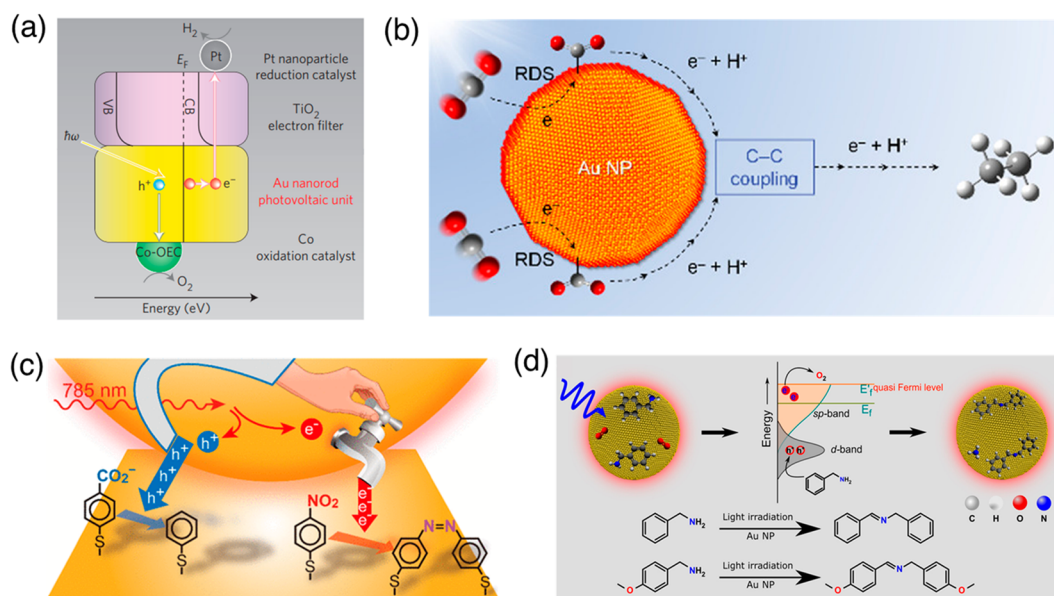 (a)
H₂
Pt
E_F
Pt nanoparticle
reduction catalyst
VB
CB
TiO₂
electron filter
ħω
h⁺
e⁻
Au nanorod
photovoltaic unit
Co-OEC
Co
oxidation catalyst
O₂
Energy (eV)
(b)
RDS
e⁻
e⁻ + H⁺
Au NP
C–C
coupling
e⁻ + H⁺
e⁻
RDS
e⁻ + H⁺
(c)
785 nm
h⁺
e⁻
h⁺
h⁺
h⁺
h⁺
CO₂⁻
S
S
NO₂
S
e⁻
e⁻
e⁻
N=N
S
S
(d)
Energy
O₂
E'f quasi Fermi level
Ef
sp-band
d-band
h⁺ h⁺
NH₂
C H O N
NH₂
Light irradiation
Au NP
N
O
NH₂
Light irradiation
Au NP
O
N
O